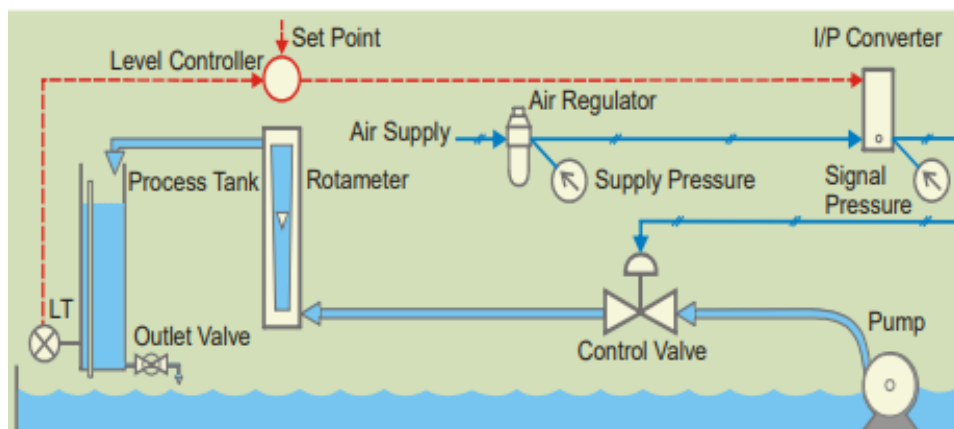 Set Point
I/P Converter
Level Controller
Air Regulator
Air Supply
Process Tank
Rotameter
Supply Pressure
Signal
Pressure
LT
Outlet Valve
Control Valve
Pump